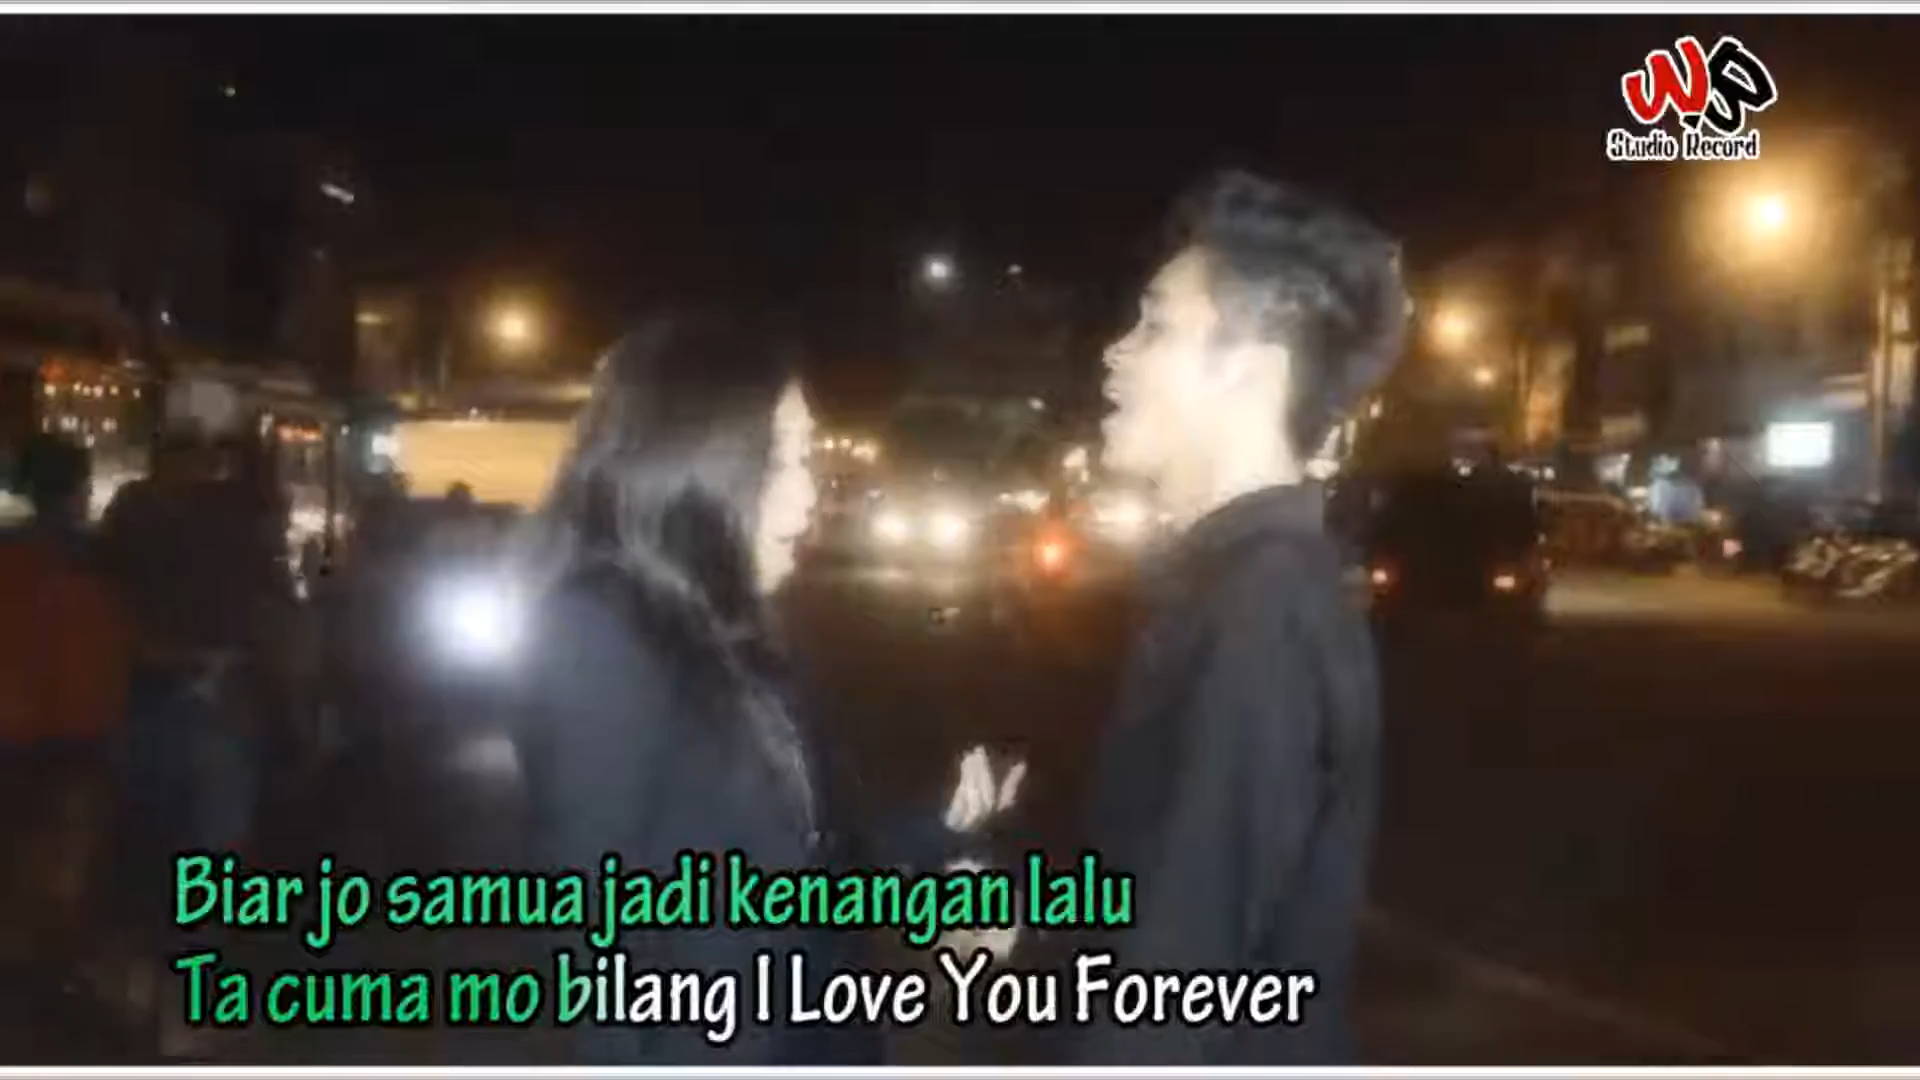 W.P
Studio Record
Biar jo samua jadi kenangan lalu
Ta cuma mo bilang I Love You Forever